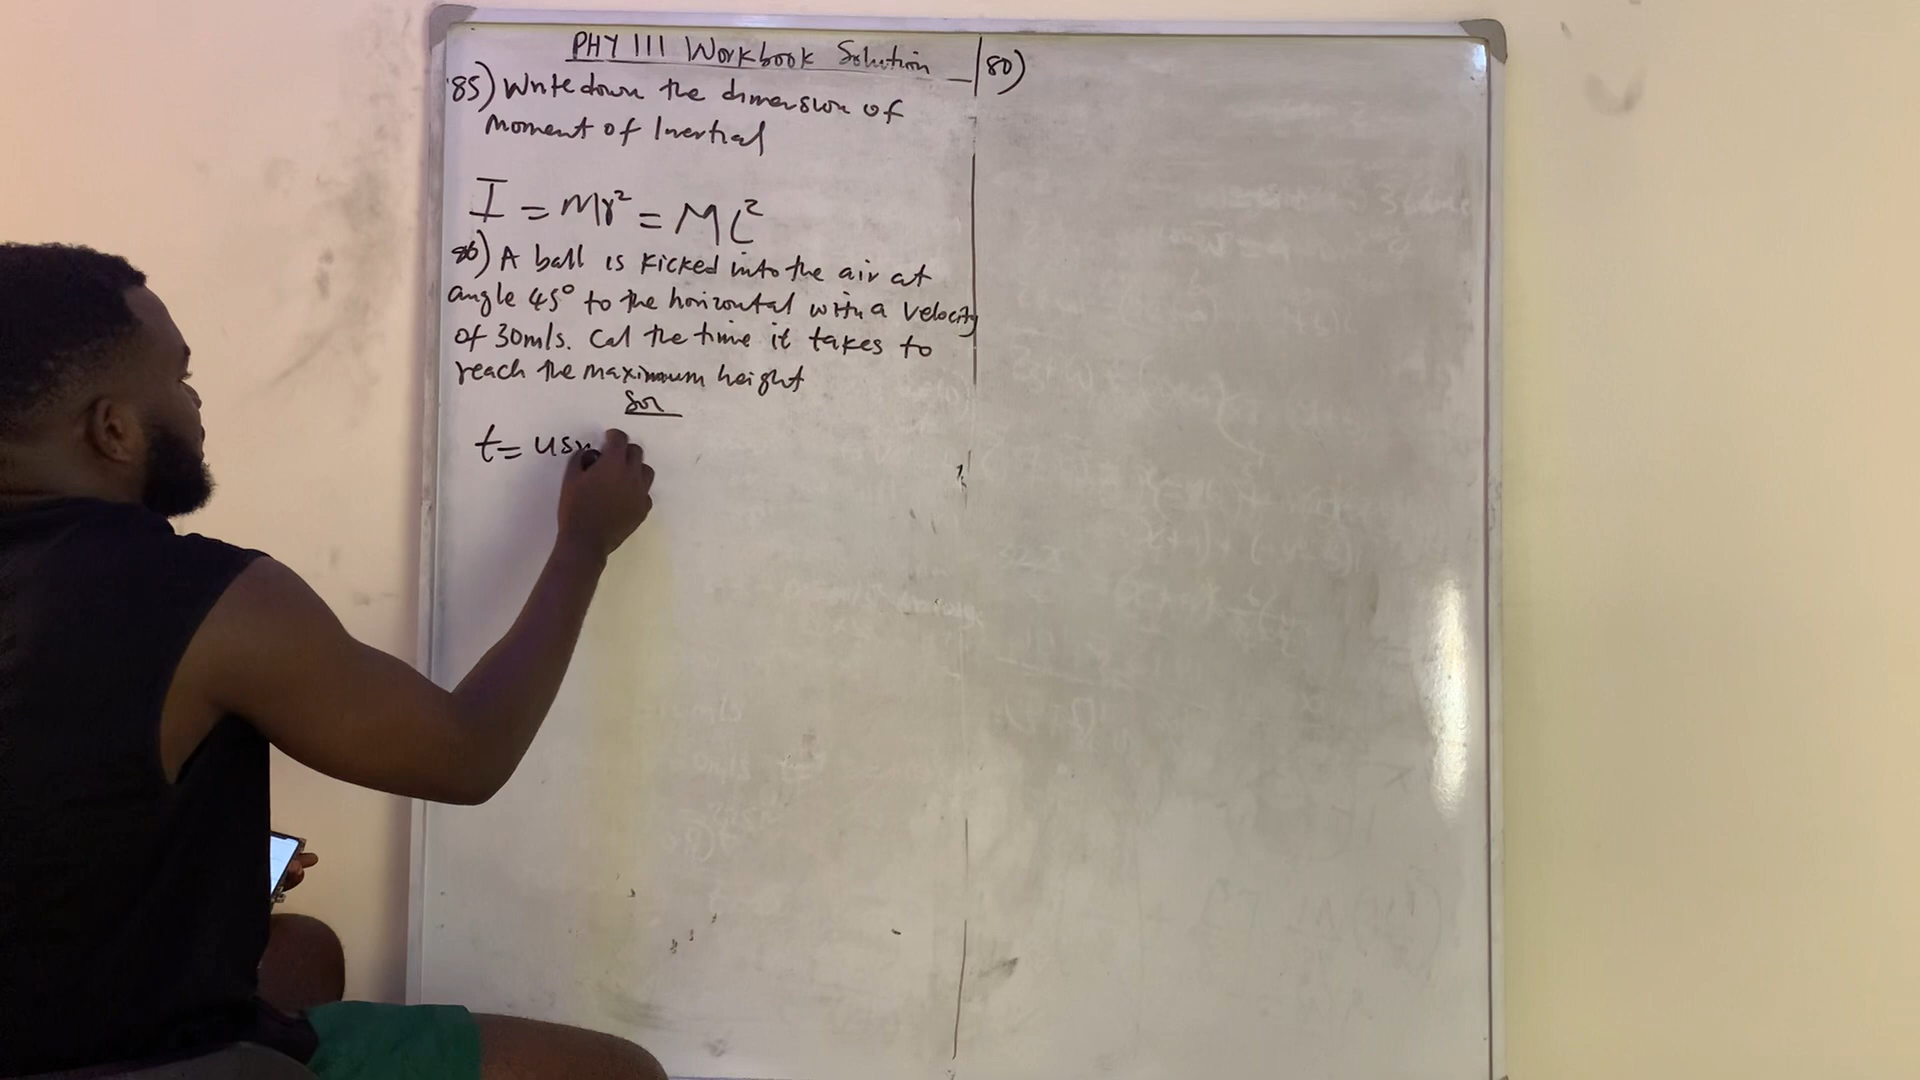 PHY 111 Workbook Solution
85) Write down the dimension of
Moment of Inertial
I = Mr² = ML²
86) A ball is kicked into the air at
angle 45° to the horizontal with a velocity
of 30m/s. Cal the time it takes to
reach the maximum height
Sol
t = usi
80)